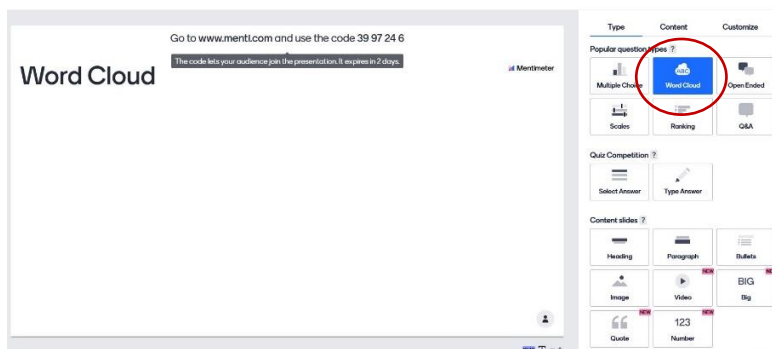 Go to www.menti.com and use the code 39 97 24 6
The code lets your audience join the presentation. It expires in 2 days.
Word Cloud
Mentimeter
Type Content Customize
Popular question types ?
Multiple Choice Word Cloud Open Ended
Scales Ranking Q&A
Quiz Competition ?
Select Answer Type Answer
Content slides ?
Heading Paragraph Bullets
NEW
Image Video Big
BIG
NEW NEW
Quote Number
123